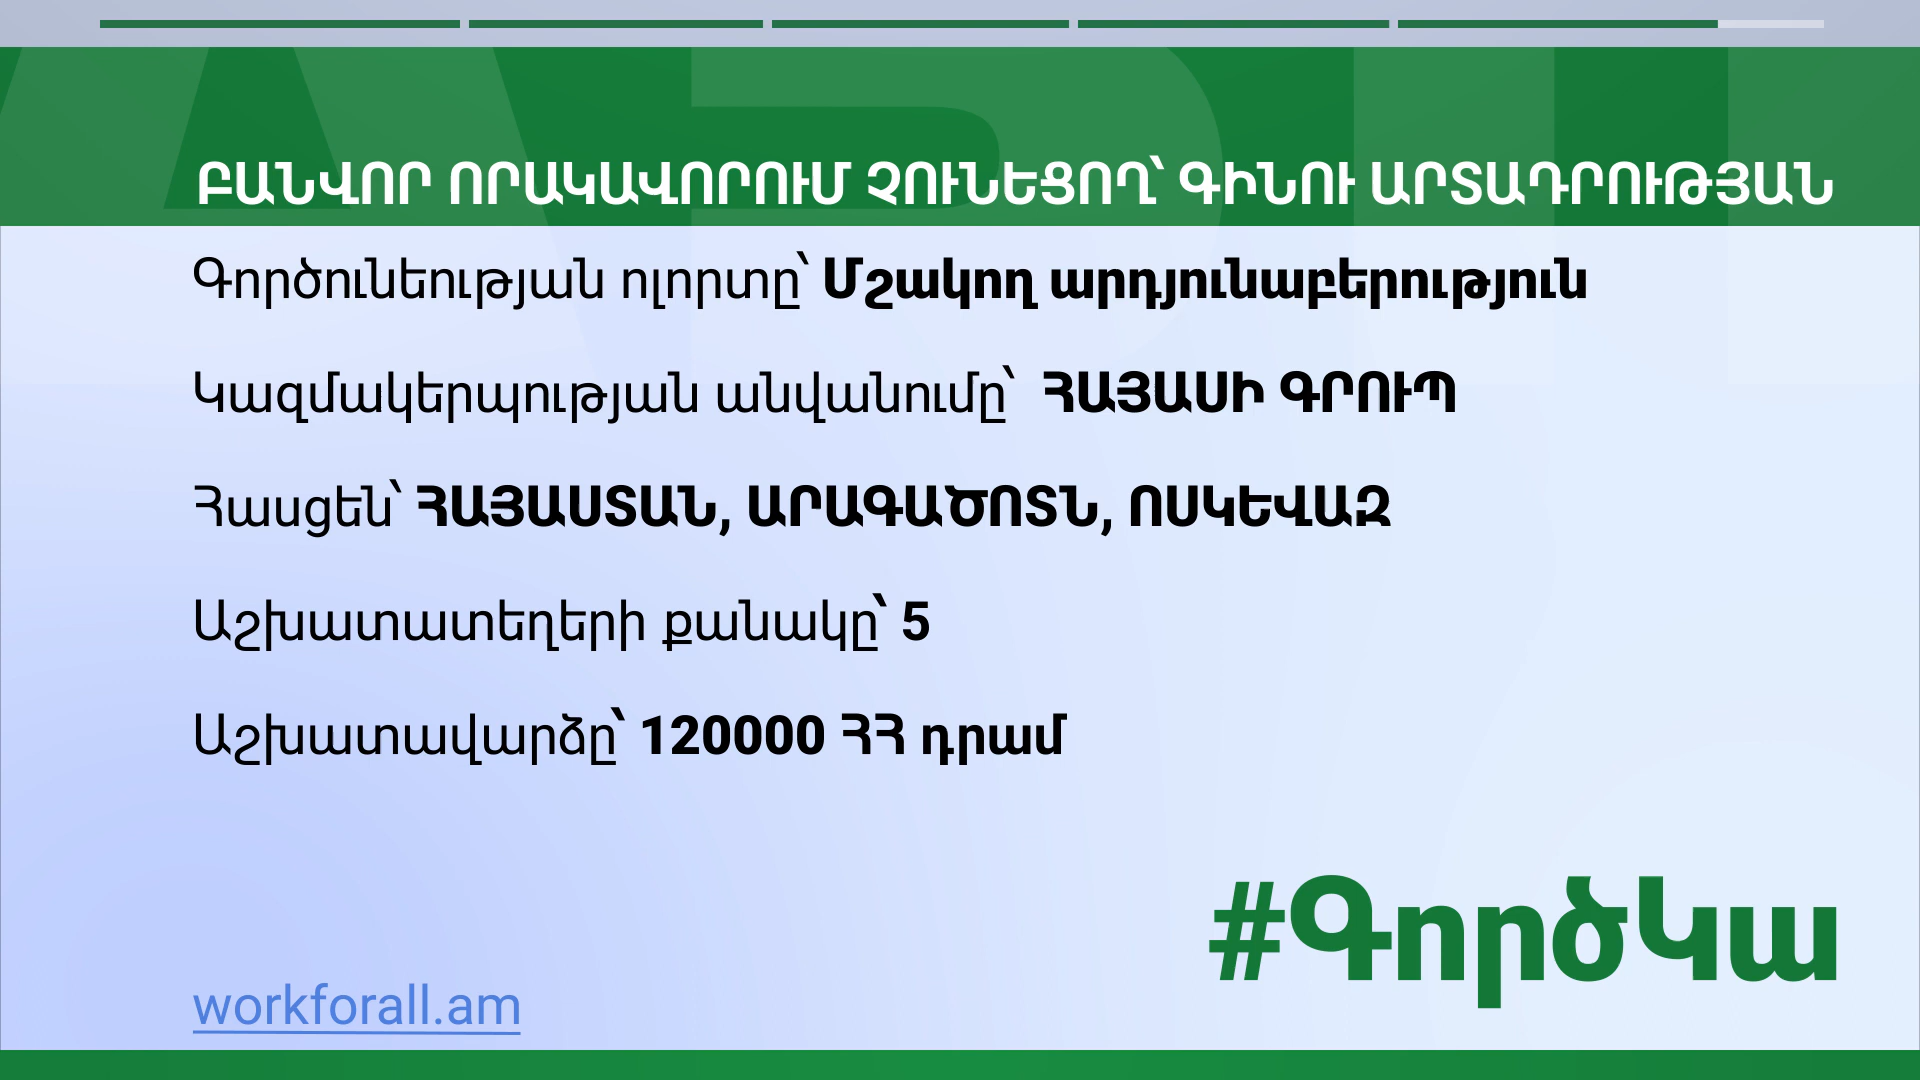 ԲԱՆՎՈՐ ՈՐԱԿԱՎՈՐՈՒՄ ՉՈՒՆԵՑՈՂ՝ ԳԻՆՈՒ ԱՐՏԱԴՐՈՒԹՅԱՆ
Գործունեության ոլորտը՝ Մշակող արդյունաբերություն
Կազմակերպության անվանումը՝ ՀԱՅԱՍԻ ԳՐՈՒՊ
Հասցեն՝ ՀԱՅԱՍՏԱՆ, ԱՐԱԳԱԾՈՏՆ, ՈՍԿԵՎԱԶ
Աշխատատեղերի քանակը՝ 5
Աշխատավարձը՝ 120000 ՀՀ դրամ
#ԳործԿա
workforall.am